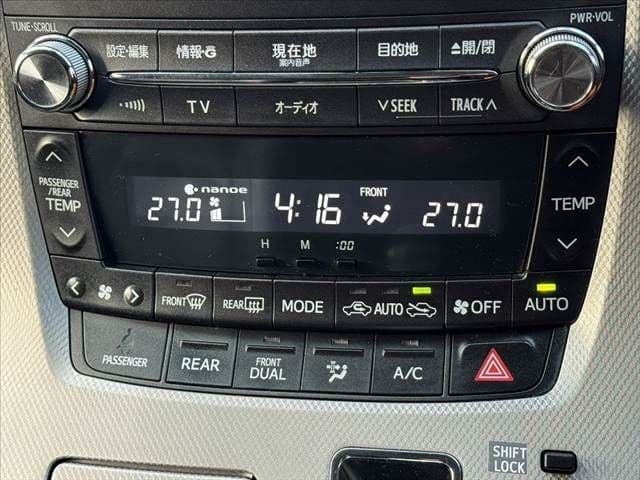 TUNE·SCROLL
PWR·VOL
設定・編集
情報・G
現在地
案内音声
目的地
⏏開/閉
TV
オーディオ
∨SEEK
TRACK∧
PASSENGER
/REAR
TEMP
nanoe
27.0
4:16
FRONT
27.0
TEMP
H
M
:00
FRONT
REAR
MODE
AUTO
OFF
AUTO
PASSENGER
REAR
FRONT
DUAL
A/C
SHIFT
LOCK